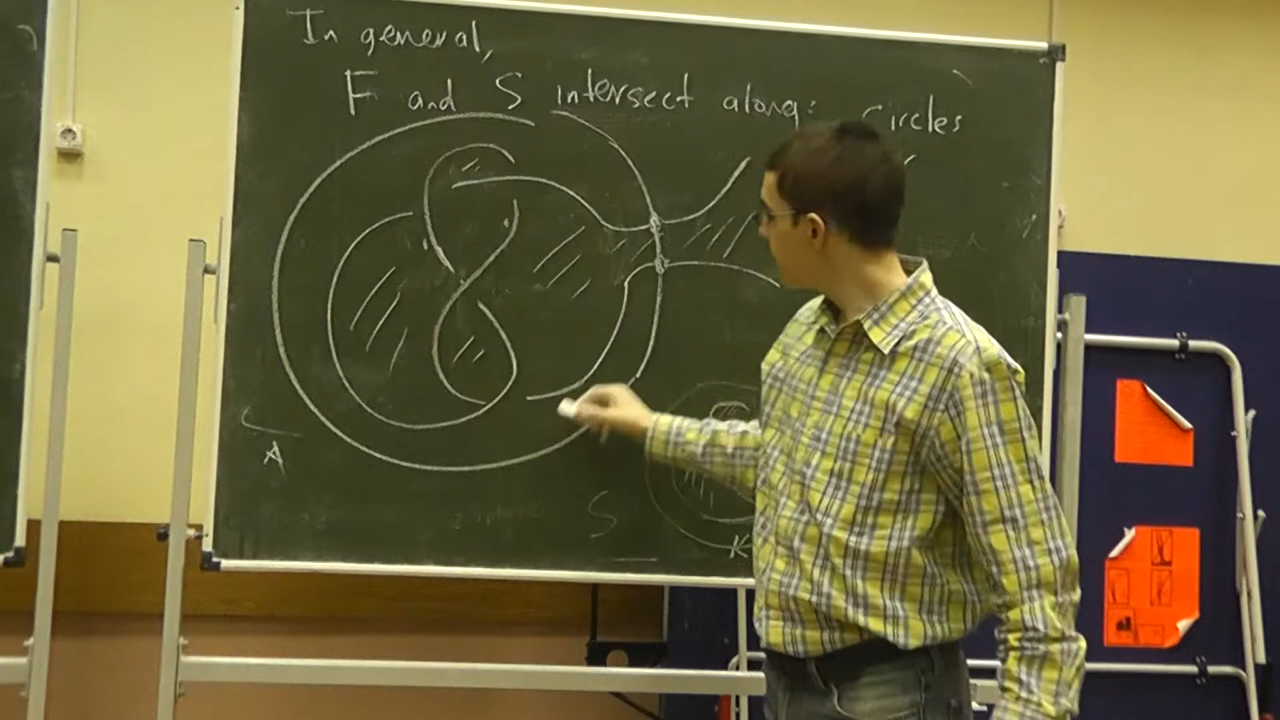 In general,
F and S intersect along: circles
A
S
K